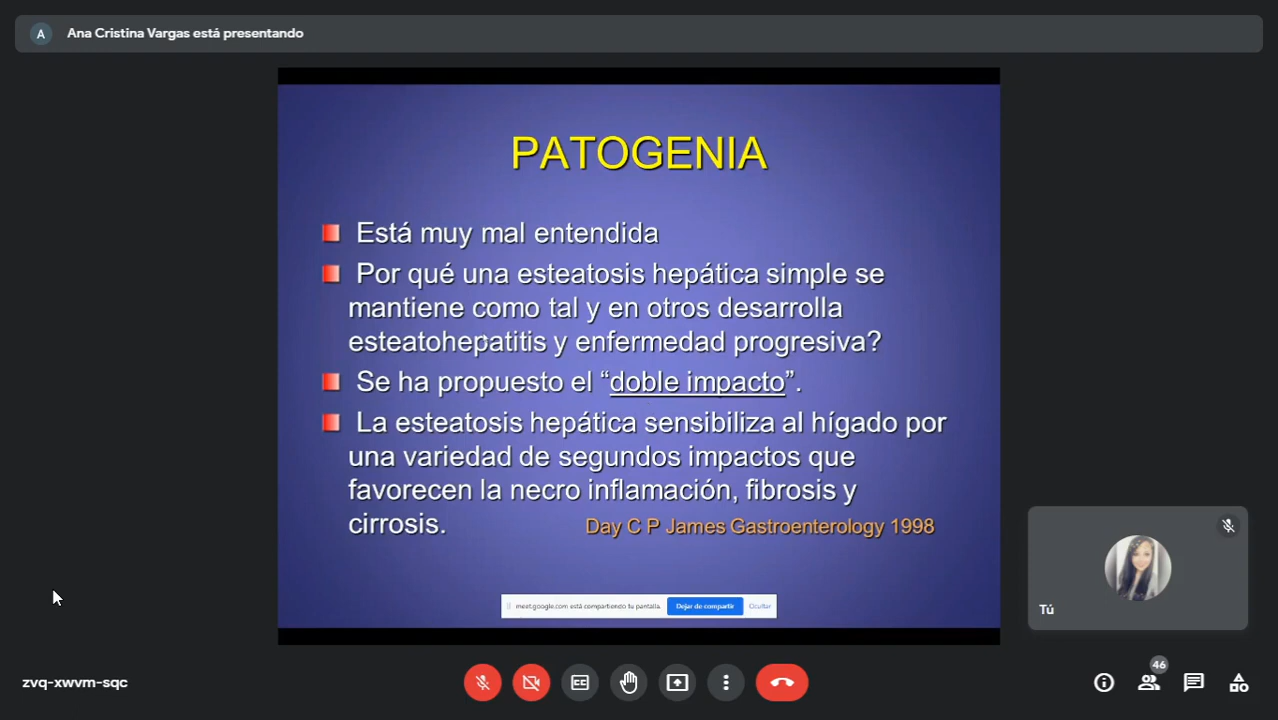 A
Ana Cristina Vargas está presentando
PATOGENIA
Está muy mal entendida
Por qué una esteatosis hepática simple se
mantiene como tal y en otros desarrolla
esteatohepatitis y enfermedad progresiva?
Se ha propuesto el “doble impacto”.
La esteatosis hepática sensibiliza al hígado por
una variedad de segundos impactos que
favorecen la necro inflamación, fibrosis y
cirrosis. Day C P James Gastroenterology 1998
meet.google.com está compartiendo tu pantalla. Dejar de compartir Ocultar
Tú
zvq-xwvm-sqc
CC
46